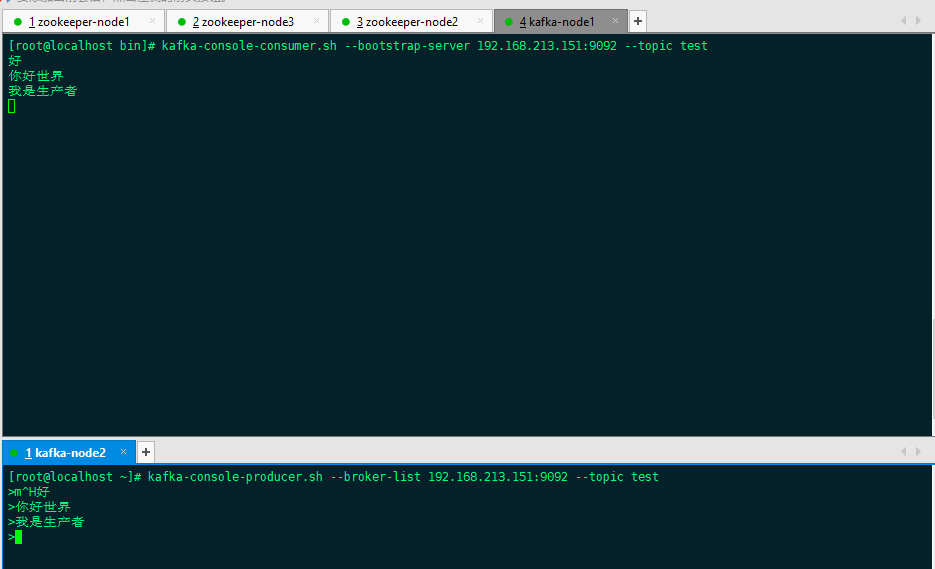 1 zookeeper-node1 × 2 zookeeper-node3 × 3 zookeeper-node2 × 4 kafka-node1 × +
[root@localhost bin]# kafka-console-consumer.sh --bootstrap-server 192.168.213.151:9092 --topic test
好
你好世界
我是生产者
1 kafka-node2 × +
[root@localhost ~]# kafka-console-producer.sh --broker-list 192.168.213.151:9092 --topic test
>m^H好
>你好世界
>我是生产者
>